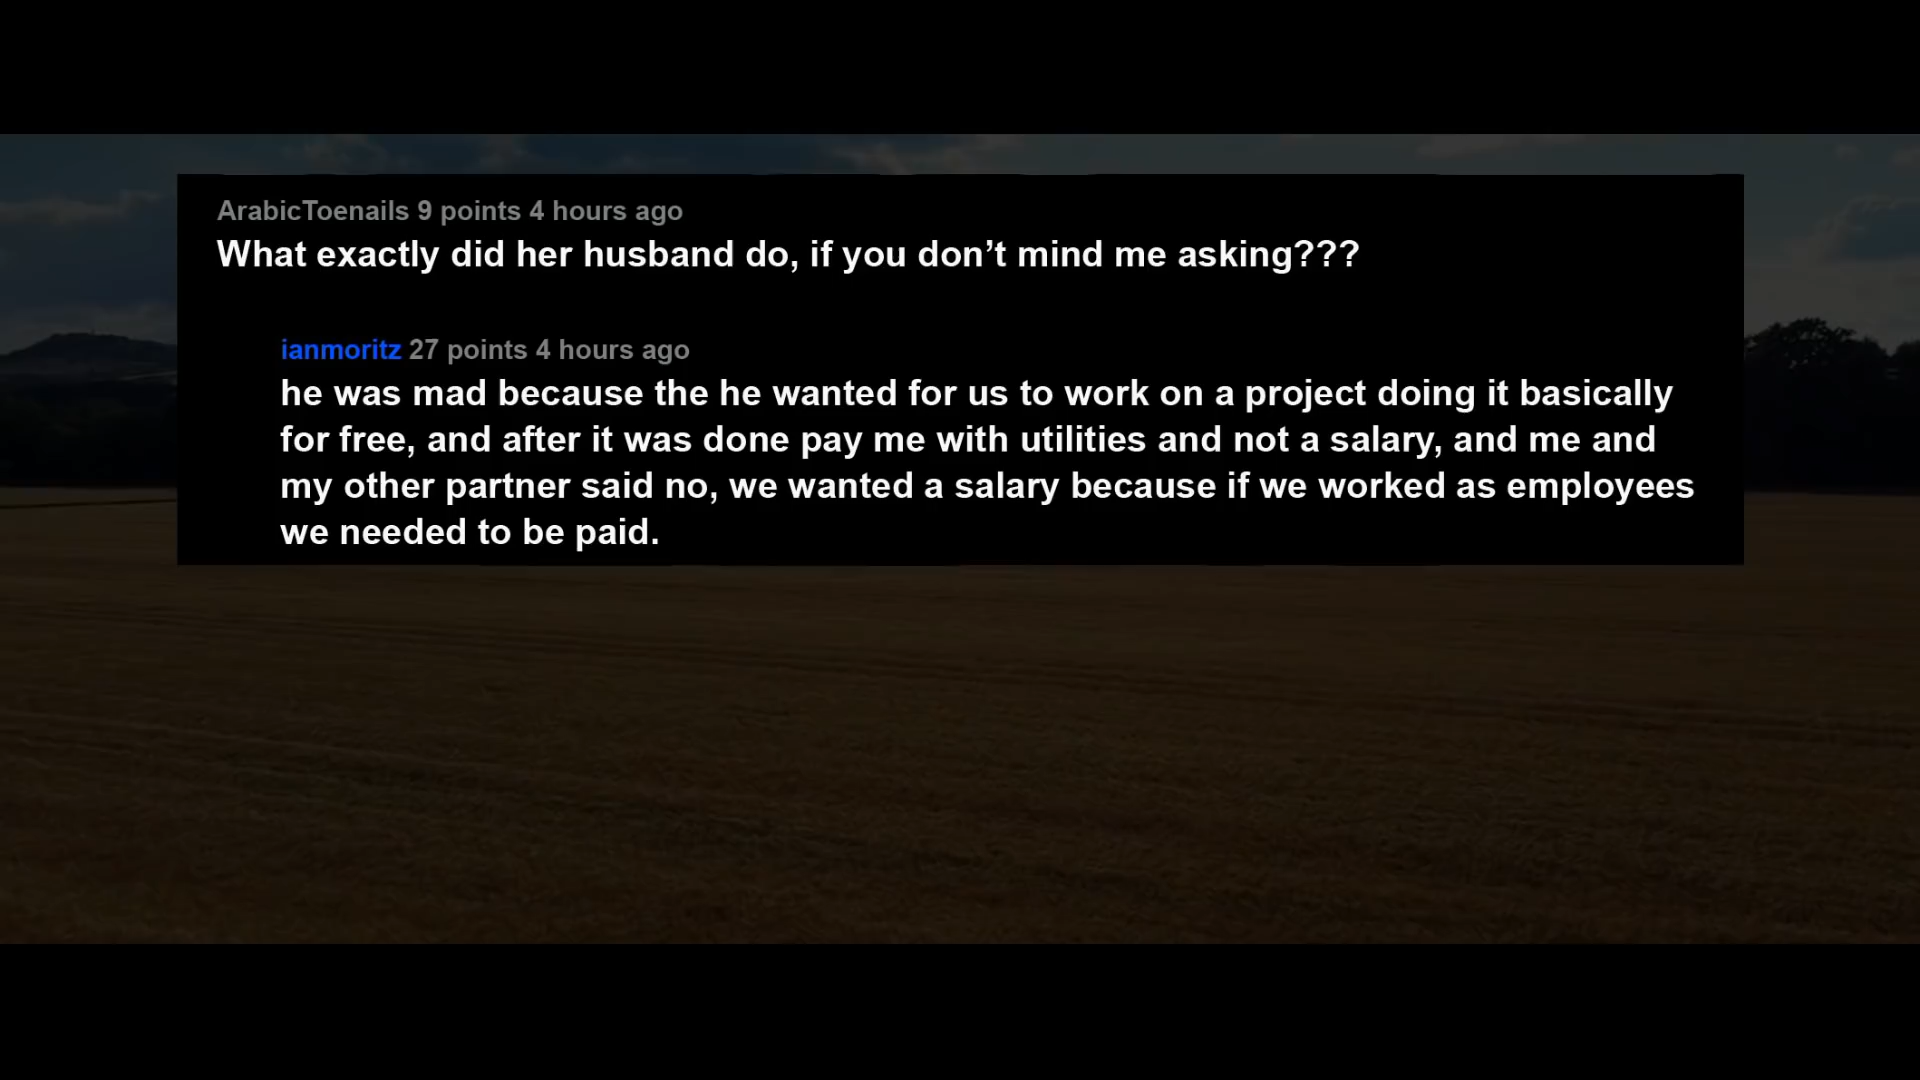 ArabicToenails 9 points 4 hours ago
What exactly did her husband do, if you don’t mind me asking???
ianmoritz 27 points 4 hours ago
he was mad because the he wanted for us to work on a project doing it basically
for free, and after it was done pay me with utilities and not a salary, and me and
my other partner said no, we wanted a salary because if we worked as employees
we needed to be paid.